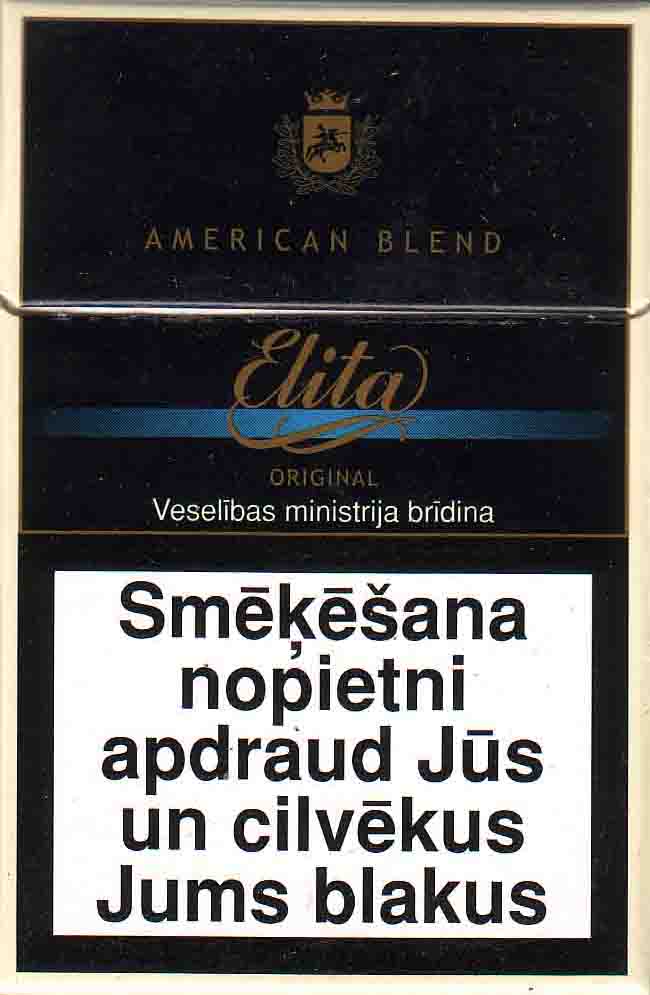 AMERICAN BLEND
Elita
ORIGINAL
Veselības ministrija brīdina
Smēķēšana
nopietni
apdraud Jūs
un cilvēkus
Jums blakus